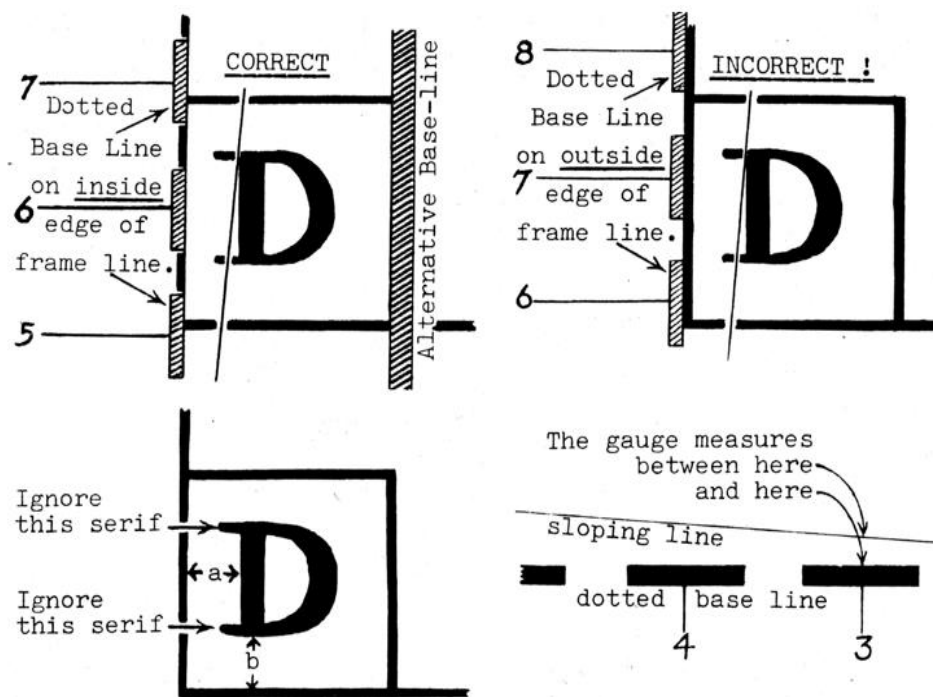 CORRECT
7
Dotted
Base Line
on inside
6
edge of
frame line.
5
D
Alternative Base-line
8
INCORRECT !
Dotted
Base Line
on outside
7
edge of
frame line.
6
D
Ignore
this serif
a
D
Ignore
this serif
b
The gauge measures
between here
and here
sloping line
dotted base line
4
3